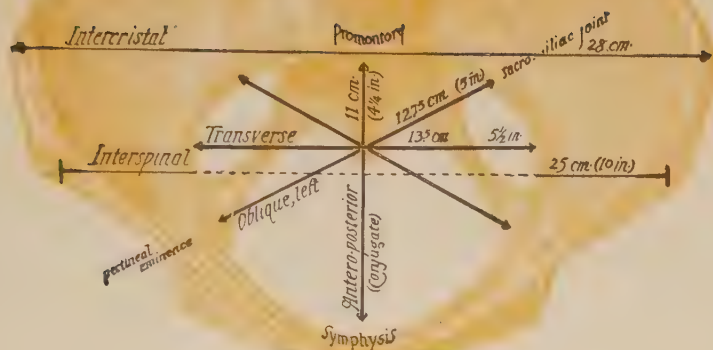 Promontory
Intercristal
28 cm.
sacro-iliac joint
11 cm.
(4¼ in)
12.75 cm. (5 in)
Transverse
13.5 cm
5½ in.
Interspinal
25 cm. (10 in.)
Oblique, left
Antero-posterior
(Conjugate)
pectineal
eminence
Symphysis